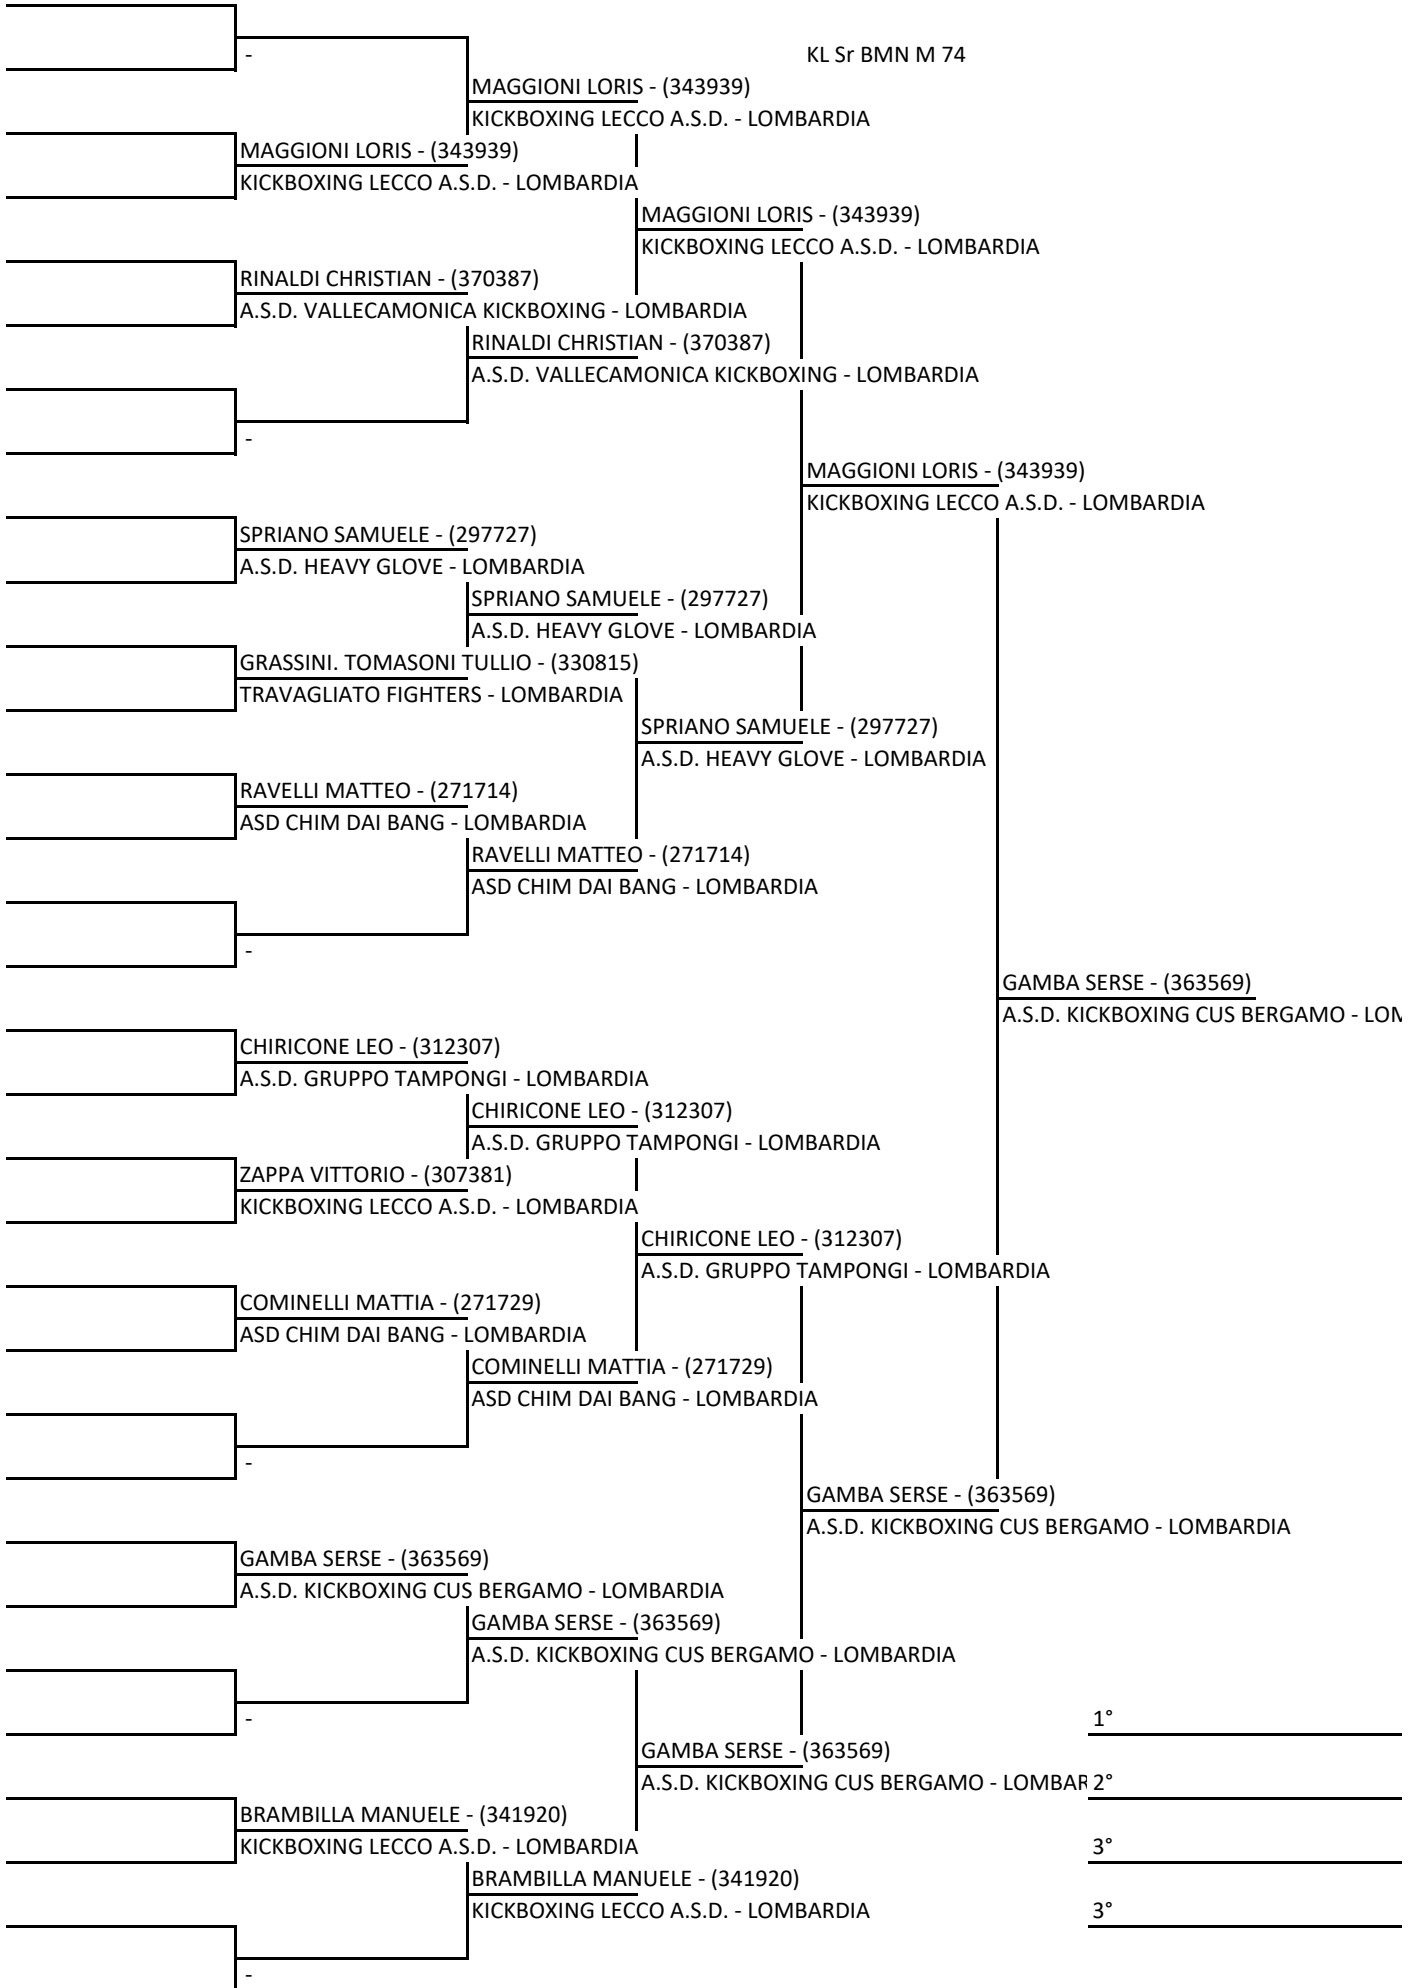 -
KL Sr BMN M 74
MAGGIONI LORIS - (343939)
KICKBOXING LECCO A.S.D. - LOMBARDIA
MAGGIONI LORIS - (343939)
KICKBOXING LECCO A.S.D. - LOMBARDIA
MAGGIONI LORIS - (343939)
KICKBOXING LECCO A.S.D. - LOMBARDIA
RINALDI CHRISTIAN - (370387)
A.S.D. VALLECAMONICA KICKBOXING - LOMBARDIA
RINALDI CHRISTIAN - (370387)
A.S.D. VALLECAMONICA KICKBOXING - LOMBARDIA
-
MAGGIONI LORIS - (343939)
KICKBOXING LECCO A.S.D. - LOMBARDIA
SPRIANO SAMUELE - (297727)
A.S.D. HEAVY GLOVE - LOMBARDIA
SPRIANO SAMUELE - (297727)
A.S.D. HEAVY GLOVE - LOMBARDIA
GRASSINI. TOMASONI TULLIO - (330815)
TRAVAGLIATO FIGHTERS - LOMBARDIA
SPRIANO SAMUELE - (297727)
A.S.D. HEAVY GLOVE - LOMBARDIA
RAVELLI MATTEO - (271714)
ASD CHIM DAI BANG - LOMBARDIA
RAVELLI MATTEO - (271714)
ASD CHIM DAI BANG - LOMBARDIA
-
GAMBA SERSE - (363569)
A.S.D. KICKBOXING CUS BERGAMO - LOM
CHIRICONE LEO - (312307)
A.S.D. GRUPPO TAMPONGI - LOMBARDIA
CHIRICONE LEO - (312307)
A.S.D. GRUPPO TAMPONGI - LOMBARDIA
ZAPPA VITTORIO - (307381)
KICKBOXING LECCO A.S.D. - LOMBARDIA
CHIRICONE LEO - (312307)
A.S.D. GRUPPO TAMPONGI - LOMBARDIA
COMINELLI MATTIA - (271729)
ASD CHIM DAI BANG - LOMBARDIA
COMINELLI MATTIA - (271729)
ASD CHIM DAI BANG - LOMBARDIA
-
GAMBA SERSE - (363569)
A.S.D. KICKBOXING CUS BERGAMO - LOMBARDIA
GAMBA SERSE - (363569)
A.S.D. KICKBOXING CUS BERGAMO - LOMBARDIA
GAMBA SERSE - (363569)
A.S.D. KICKBOXING CUS BERGAMO - LOMBARDIA
-
1°
GAMBA SERSE - (363569)
A.S.D. KICKBOXING CUS BERGAMO - LOMBAR 2°
BRAMBILLA MANUELE - (341920)
KICKBOXING LECCO A.S.D. - LOMBARDIA
3°
BRAMBILLA MANUELE - (341920)
KICKBOXING LECCO A.S.D. - LOMBARDIA
3°
-